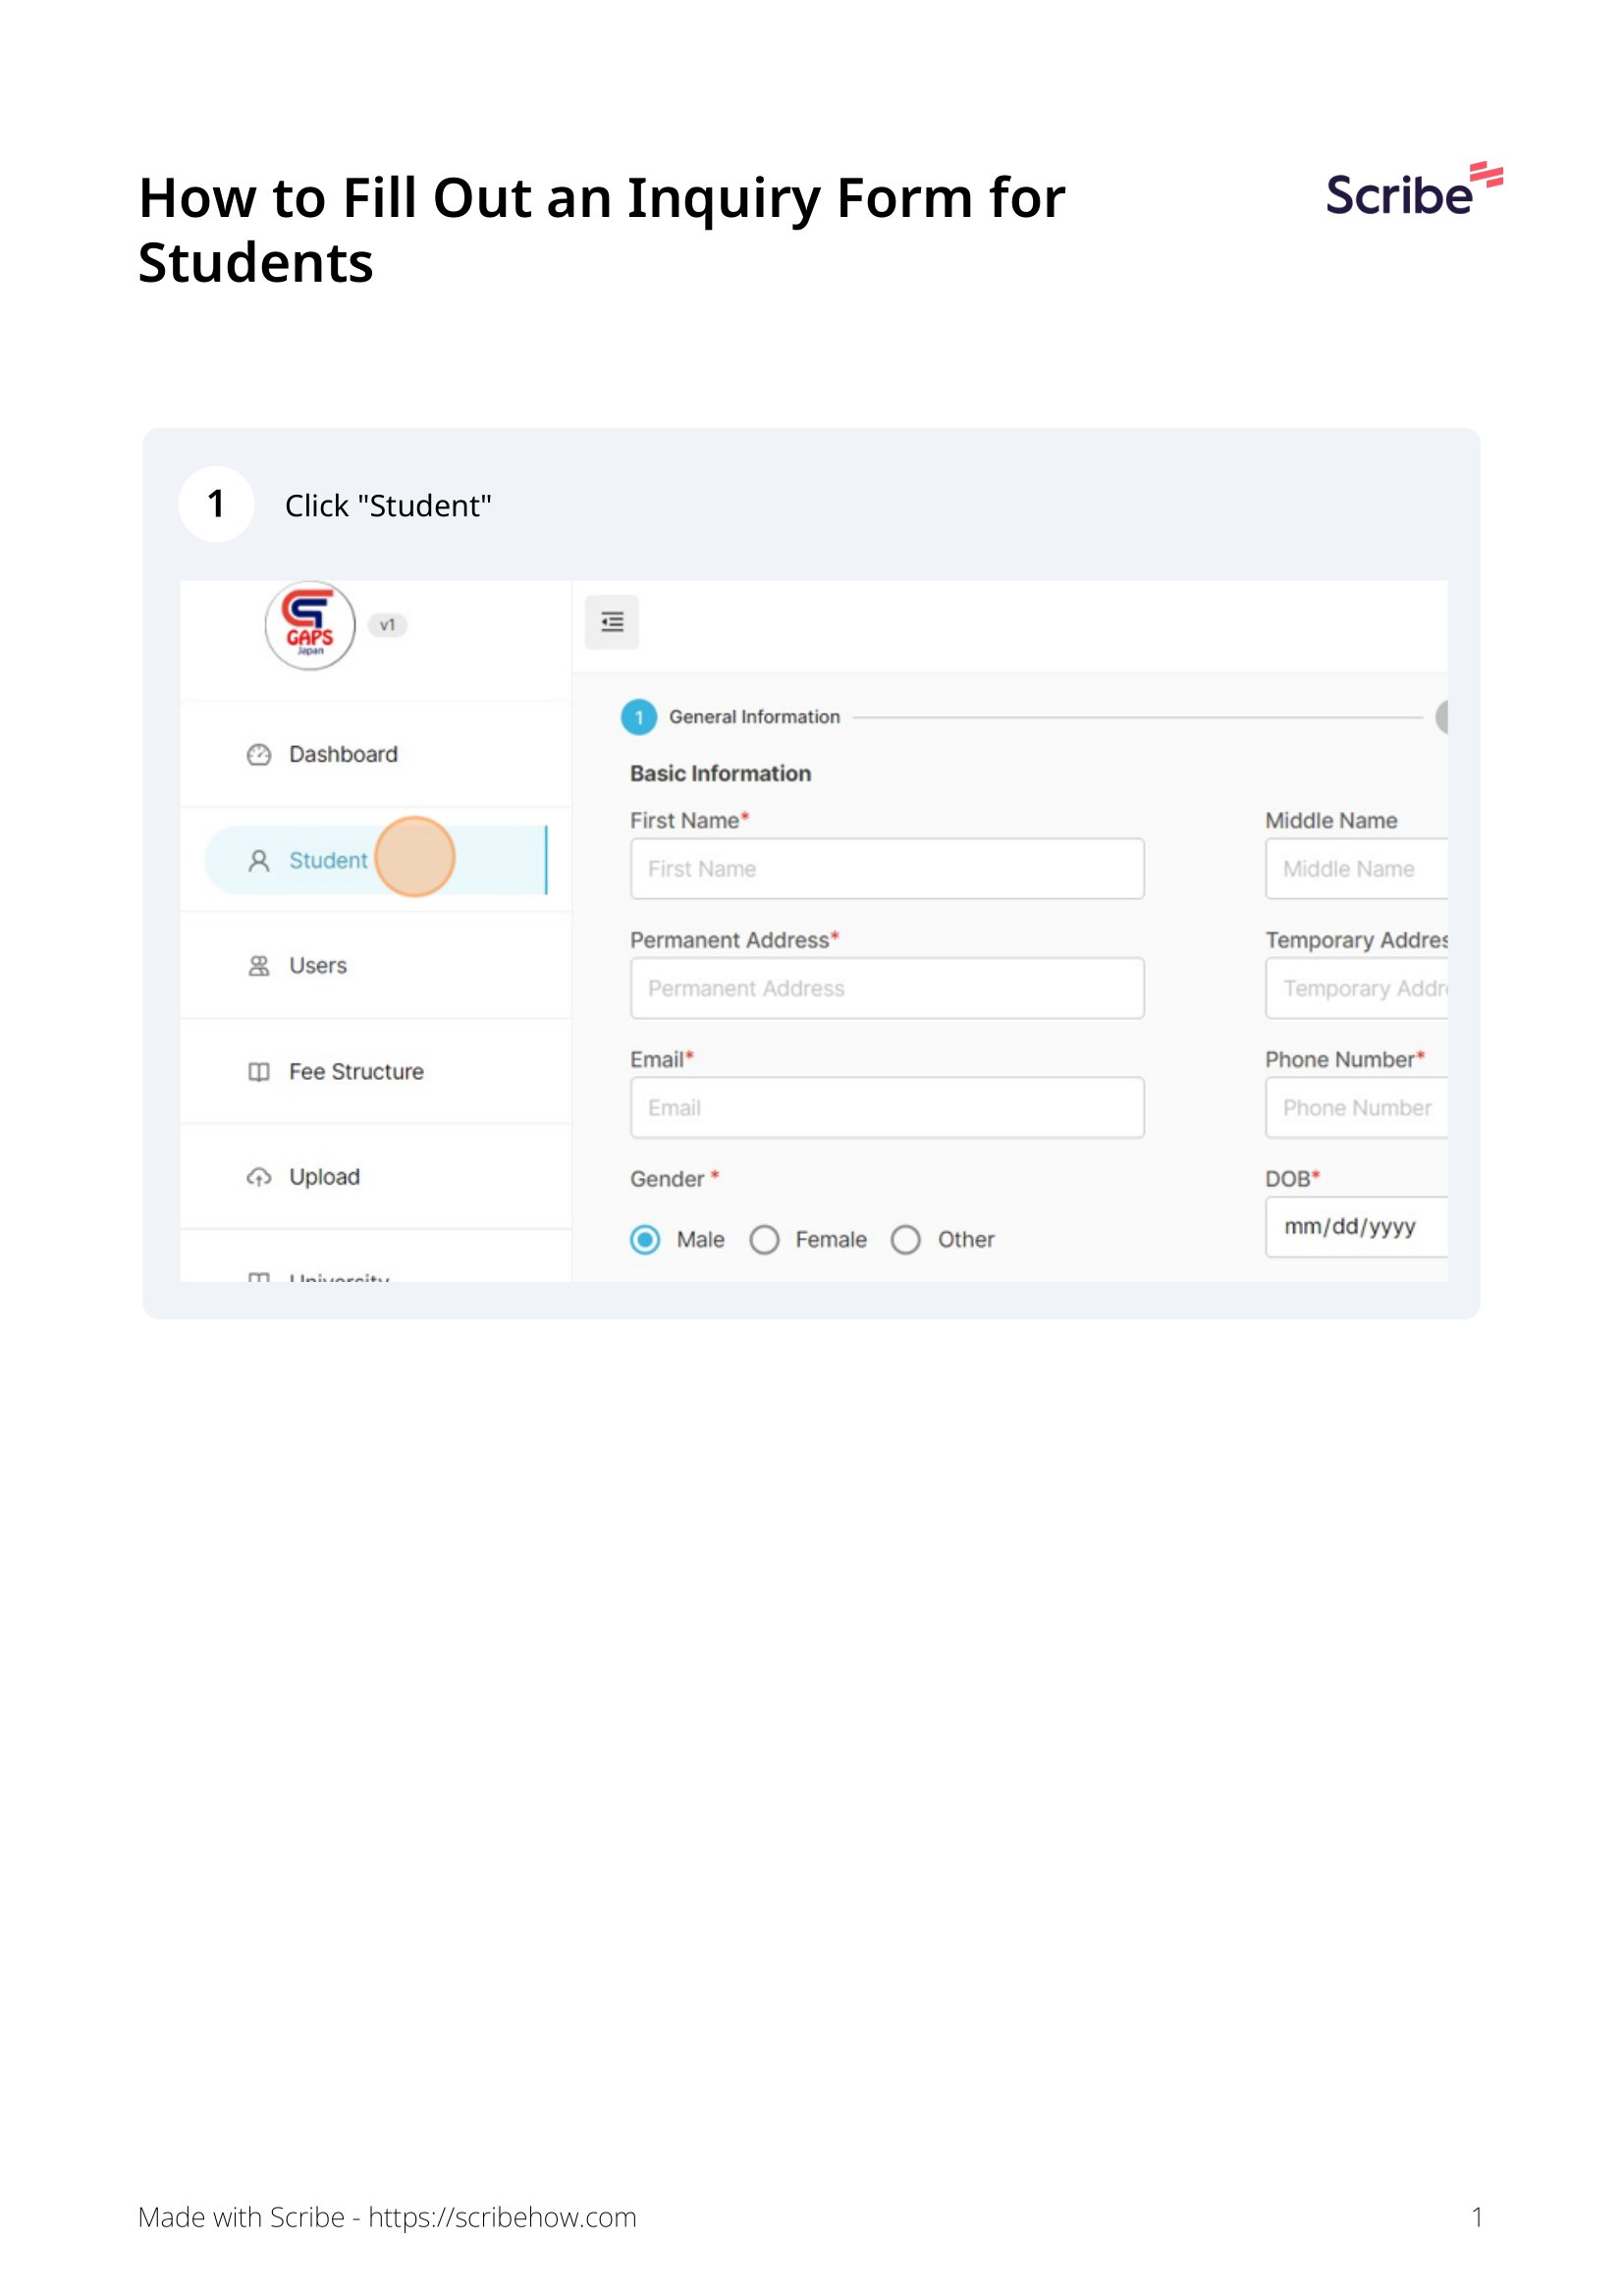 How to Fill Out an Inquiry Form for
Students
Scribe
1 Click "Student"
GAPS
Japan
v1
Dashboard
Student
Users
Fee Structure
Upload
University
1 General Information
Basic Information
First Name* Middle Name
First Name Middle Name
Permanent Address* Temporary Addres
Permanent Address Temporary Addr
Email* Phone Number*
Email Phone Number
Gender * DOB*
Male Female Other mm/dd/yyyy
Made with Scribe - https://scribehow.com 1